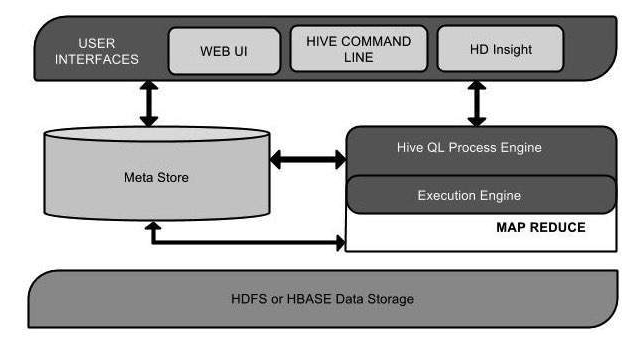 USER
INTERFACES
WEB UI
HIVE COMMAND
LINE
HD Insight
Meta Store
Hive QL Process Engine
Execution Engine
MAP REDUCE
HDFS or HBASE Data Storage